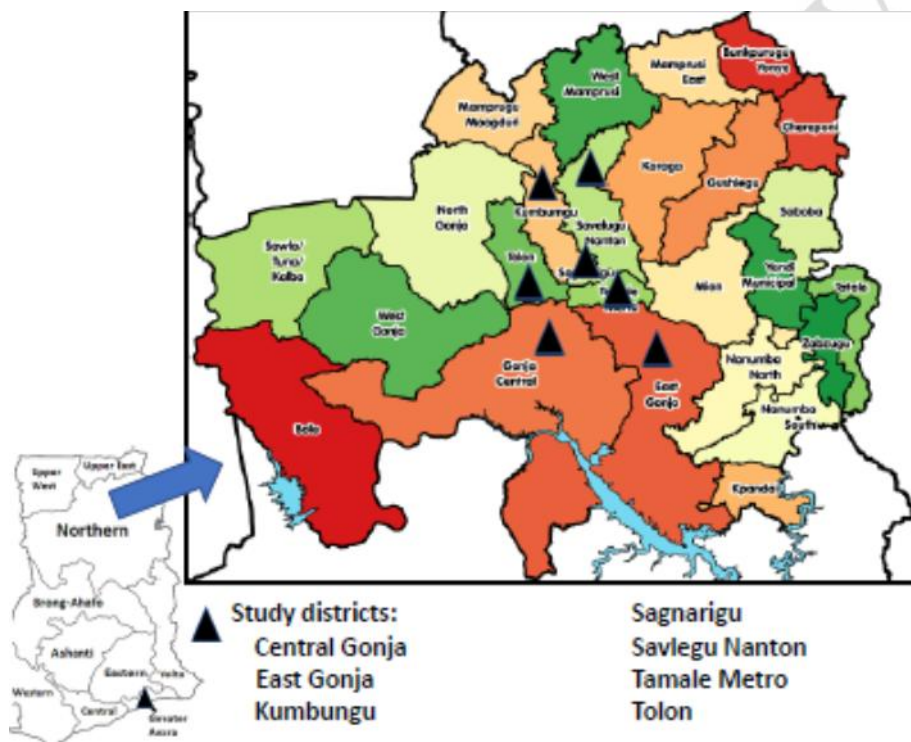 Bunkpurugu
Yonyo
West
Mamprusi
Mamprusi
East
Mamprugu
Moagduri
Chereponi
Karaga
Gushiegu
Kumbungu
North
Gonja
Savelugu
Nanton
Saboba
Sawla/
Tuna/
Kalba
Tolon
Mion
Yendi
Municipal
Tatale
West
Gonja
Zabzugu
Gonja
Central
East
Gonja
Nanumba
North
Nanumba
South
Bole
Kpandai
Upper
West
Upper East
Northern
Brong-Ahafo
Ashanti
Eastern
Volta
Western
Central
Greater
Accra
Study districts:
Central Gonja
East Gonja
Kumbungu
Sagnarigu
Savlegu Nanton
Tamale Metro
Tolon